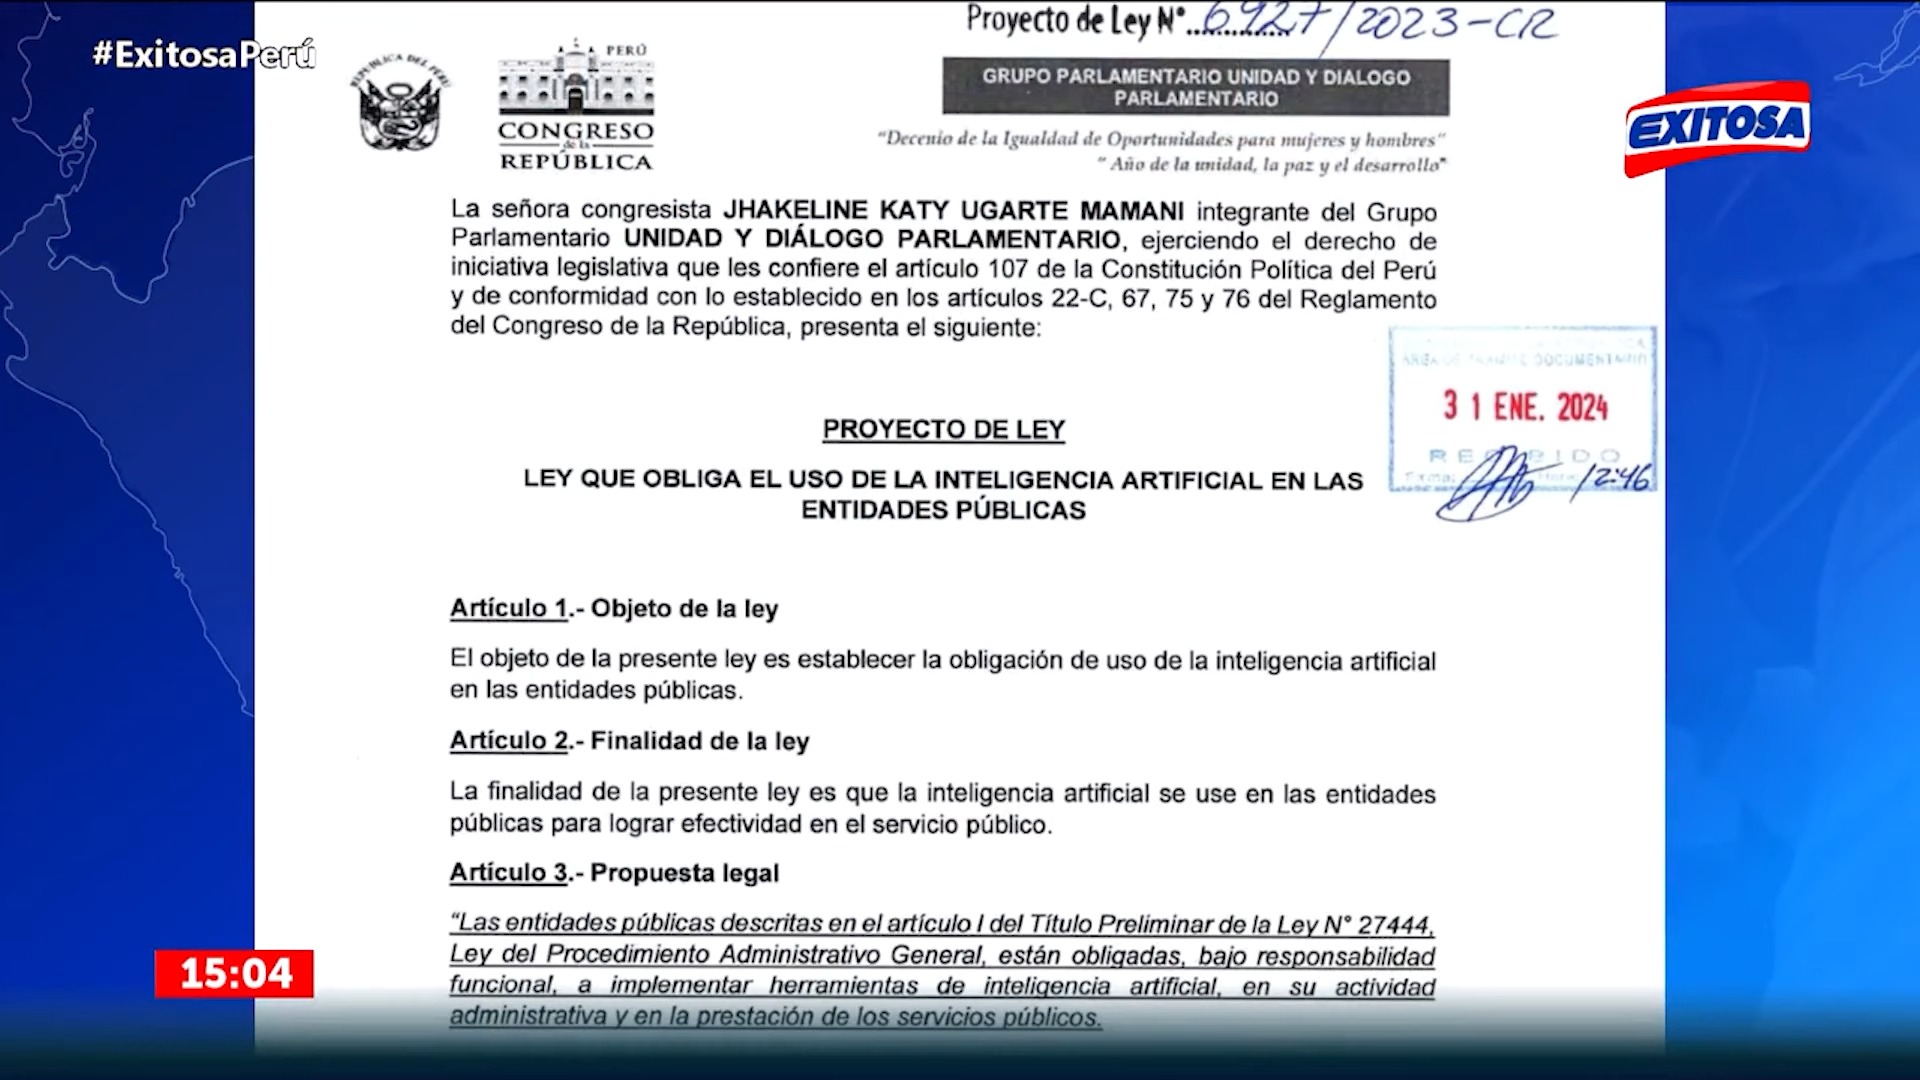 #ExitosaPerú
REPUBLICA DEL PERU
PERÚ
CONGRESO
de la
REPÚBLICA
Proyecto de Ley N° 6927/2023-CR
GRUPO PARLAMENTARIO UNIDAD Y DIALOGO
PARLAMENTARIO
"Decenio de la Igualdad de Oportunidades para mujeres y hombres"
" Año de la unidad, la paz y el desarrollo"
EXITOSA
La señora congresista JHAKELINE KATY UGARTE MAMANI integrante del Grupo
Parlamentario UNIDAD Y DIÁLOGO PARLAMENTARIO, ejerciendo el derecho de
iniciativa legislativa que les confiere el artículo 107 de la Constitución Política del Perú
y de conformidad con lo establecido en los artículos 22-C, 67, 75 y 76 del Reglamento
del Congreso de la República, presenta el siguiente:
DOCUMENTARIO
31 ENE. 2024
RECIBIDO
12:46
PROYECTO DE LEY
LEY QUE OBLIGA EL USO DE LA INTELIGENCIA ARTIFICIAL EN LAS
ENTIDADES PÚBLICAS
Artículo 1.- Objeto de la ley
El objeto de la presente ley es establecer la obligación de uso de la inteligencia artificial
en las entidades públicas.
Artículo 2.- Finalidad de la ley
La finalidad de la presente ley es que la inteligencia artificial se use en las entidades
públicas para lograr efectividad en el servicio público.
Artículo 3.- Propuesta legal
"Las entidades públicas descritas en el artículo I del Título Preliminar de la Ley N° 27444,
Ley del Procedimiento Administrativo General, están obligadas, bajo responsabilidad
funcional, a implementar herramientas de inteligencia artificial, en su actividad
administrativa y en la prestación de los servicios públicos.
15:04